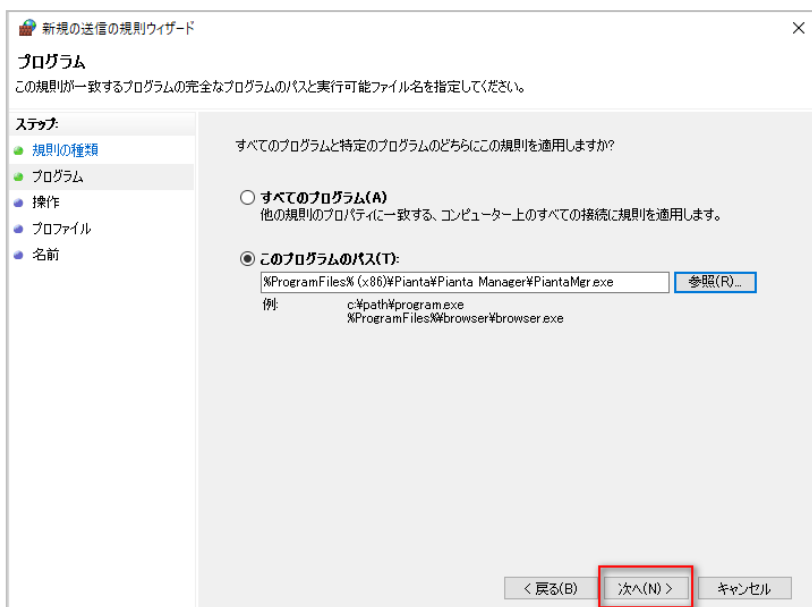 新規の送信の規則ウィザード
プログラム
この規則が一致するプログラムの完全なプログラムのパスと実行可能ファイル名を指定してください。
ステップ:
規則の種類
プログラム
操作
プロファイル
名前
すべてのプログラムと特定のプログラムのどちらにこの規則を適用しますか?
すべてのプログラム(A)
他の規則のプロパティに一致する、コンピューター上のすべての接続に規則を適用します。
このプログラムのパス(T):
%ProgramFiles% (x86)¥Pianta¥Pianta Manager¥PiantaMgr.exe
参照(R)...
例:
c:¥path¥program.exe
%ProgramFiles%¥browser¥browser.exe
< 戻る(B)
次へ(N) >
キャンセル